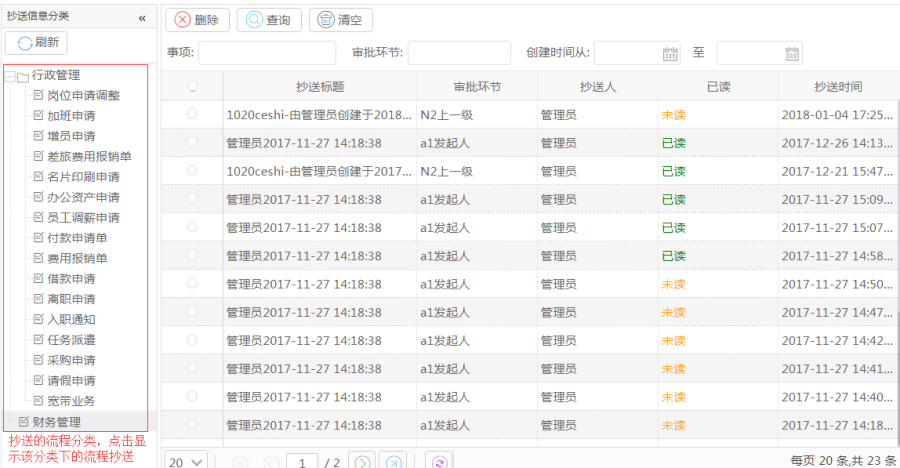 抄送信息分类 «
刷新
行政管理
岗位申请调整
加班申请
增员申请
差旅费用报销单
名片印刷申请
办公资产申请
员工调薪申请
付款申请单
费用报销单
借款申请
离职申请
入职通知
任务派遣
采购申请
请假申请
宽带业务
财务管理
抄送的流程分类，点击显
示该分类下的流程抄送
删除 查询 清空
事项: 审批环节: 创建时间从: 至
抄送标题 审批环节 抄送人 已读 抄送时间
1020ceshi-由管理员创建于2018... N2上一级 管理员 未读 2018-01-04 17:25...
管理员2017-11-27 14:18:38 a1发起人 管理员 已读 2017-12-26 14:13...
1020ceshi-由管理员创建于2017... N2上一级 管理员 已读 2017-12-21 15:47...
管理员2017-11-27 14:18:38 a1发起人 管理员 已读 2017-11-27 15:09...
管理员2017-11-27 14:18:38 a1发起人 管理员 已读 2017-11-27 15:07...
管理员2017-11-27 14:18:38 a1发起人 管理员 已读 2017-11-27 14:58...
管理员2017-11-27 14:18:38 a1发起人 管理员 未读 2017-11-27 14:50...
管理员2017-11-27 14:18:38 a1发起人 管理员 未读 2017-11-27 14:47...
管理员2017-11-27 14:18:38 a1发起人 管理员 未读 2017-11-27 14:42...
管理员2017-11-27 14:18:38 a1发起人 管理员 未读 2017-11-27 14:41...
管理员2017-11-27 14:18:38 a1发起人 管理员 未读 2017-11-27 14:40...
管理员2017-11-27 14:18:38 a1发起人 管理员 未读 2017-11-27 14:18...
20 1 / 2 每页 20 条,共 23 条